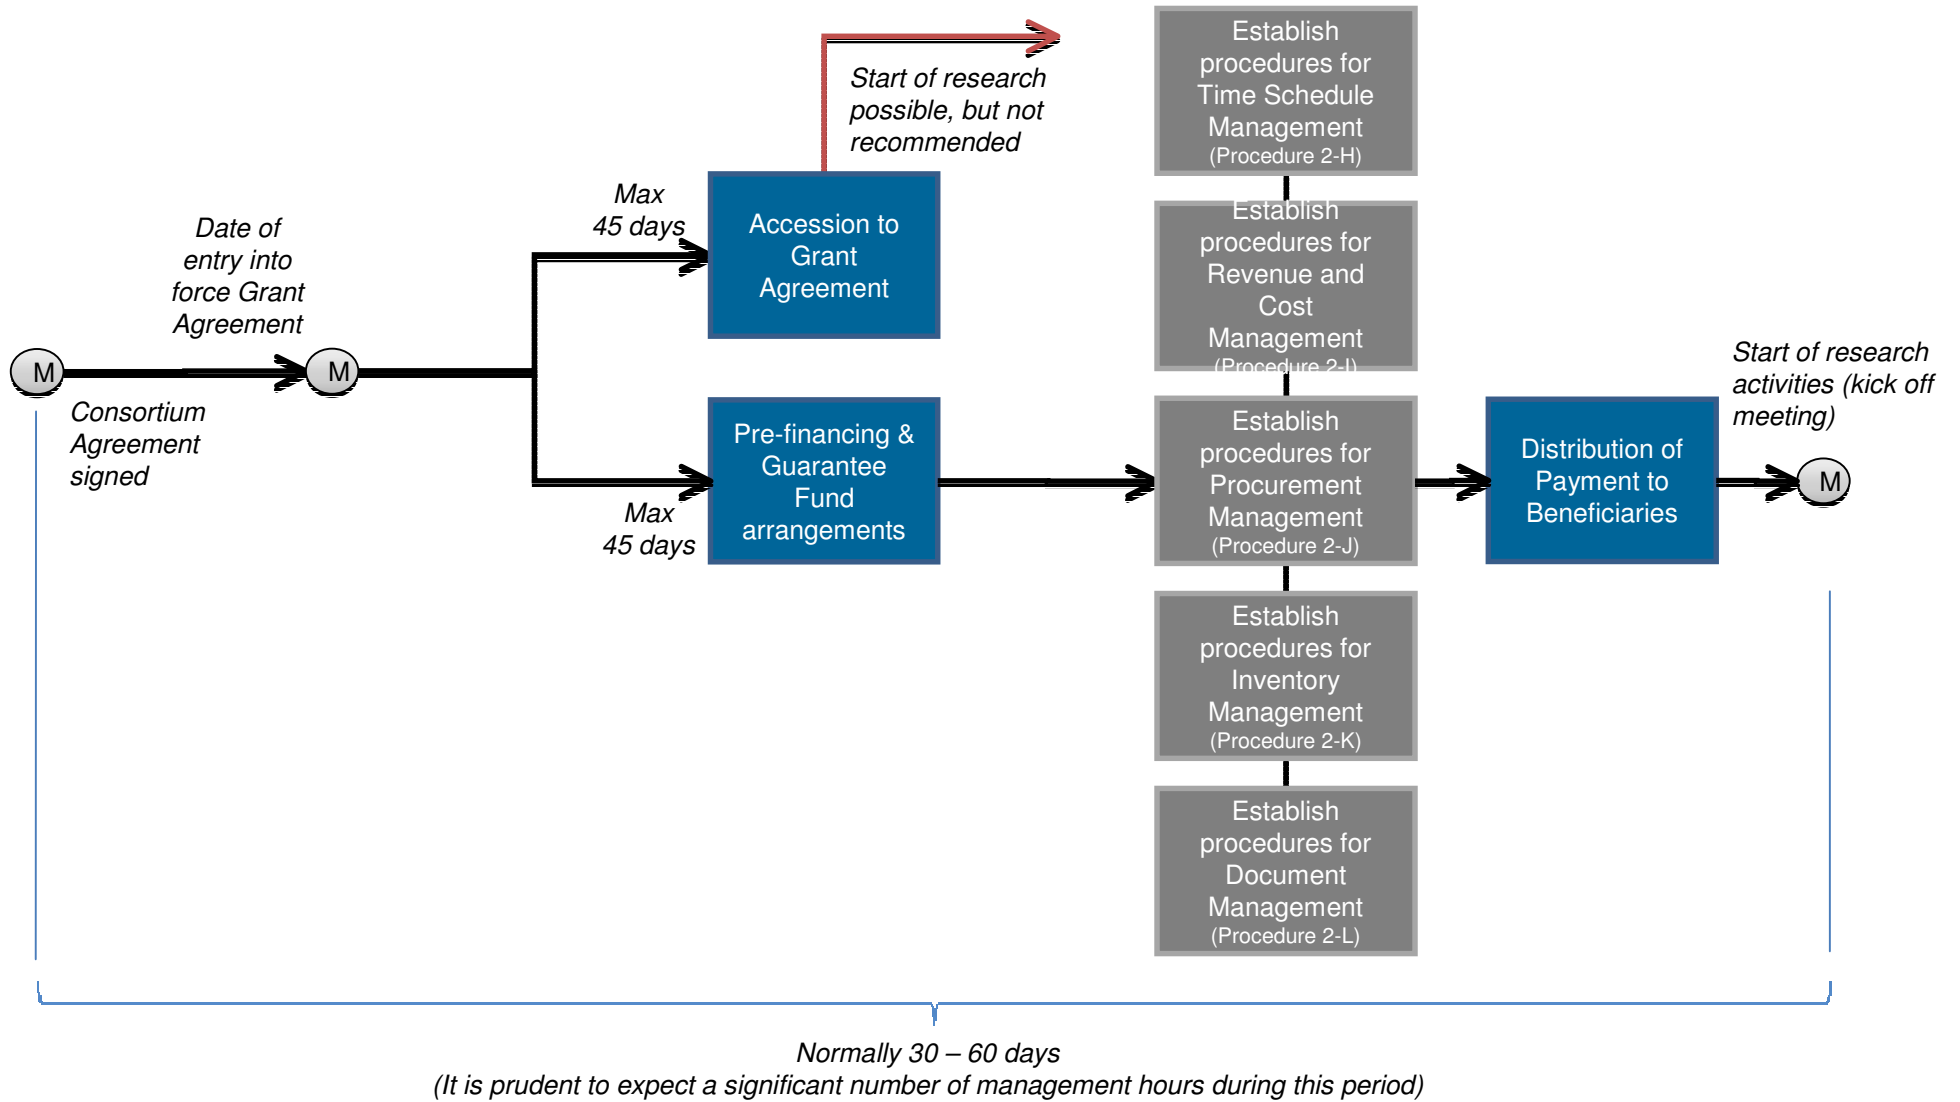 M
Consortium
Agreement
signed
Date of
entry into
force Grant
Agreement
M
Max
45 days
Accession to
Grant
Agreement
Start of research
possible, but not
recommended
Max
45 days
Pre-financing &
Guarantee
Fund
arrangements
Establish
procedures for
Time Schedule
Management
(Procedure 2-H)
Establish
procedures for
Revenue and
Cost
Management
(Procedure 2-I)
Establish
procedures for
Procurement
Management
(Procedure 2-J)
Establish
procedures for
Inventory
Management
(Procedure 2-K)
Establish
procedures for
Document
Management
(Procedure 2-L)
Distribution of
Payment to
Beneficiaries
Start of research
activities (kick off
meeting)
M
Normally 30 – 60 days
(It is prudent to expect a significant number of management hours during this period)